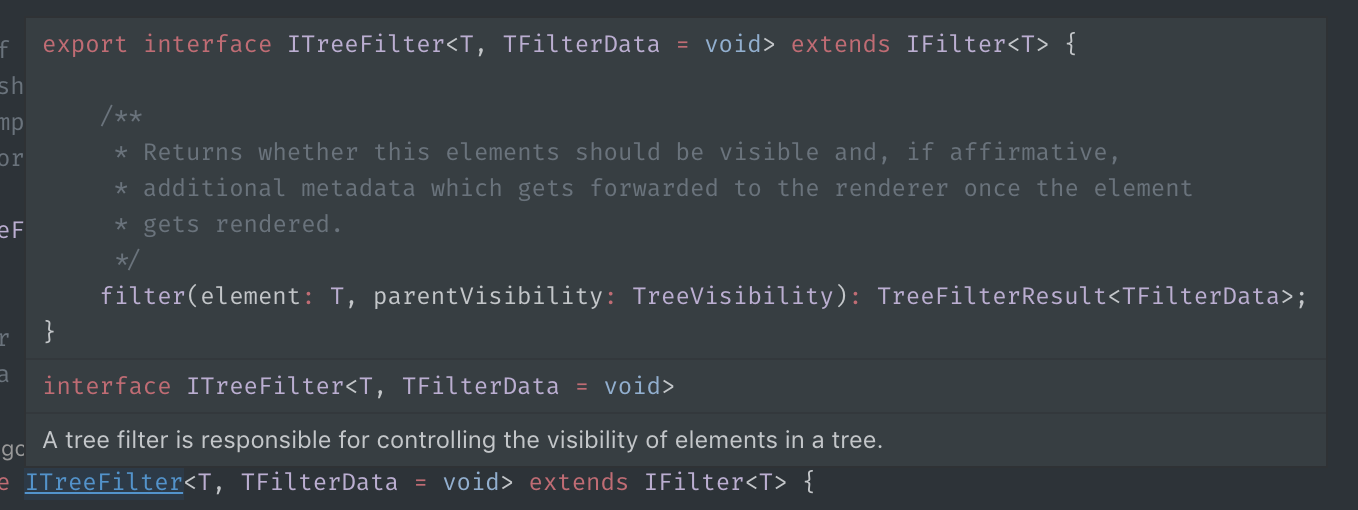 f
sh
mp
or
eF
r
a
gc
export interface ITreeFilter<T, TFilterData = void> extends IFilter<T> {
/**
* Returns whether this elements should be visible and, if affirmative,
* additional metadata which gets forwarded to the renderer once the element
* gets rendered.
*/
filter(element: T, parentVisibility: TreeVisibility): TreeFilterResult<TFilterData>;
}
interface ITreeFilter<T, TFilterData = void>
A tree filter is responsible for controlling the visibility of elements in a tree.
e ITreeFilter<T, TFilterData = void> extends IFilter<T> {